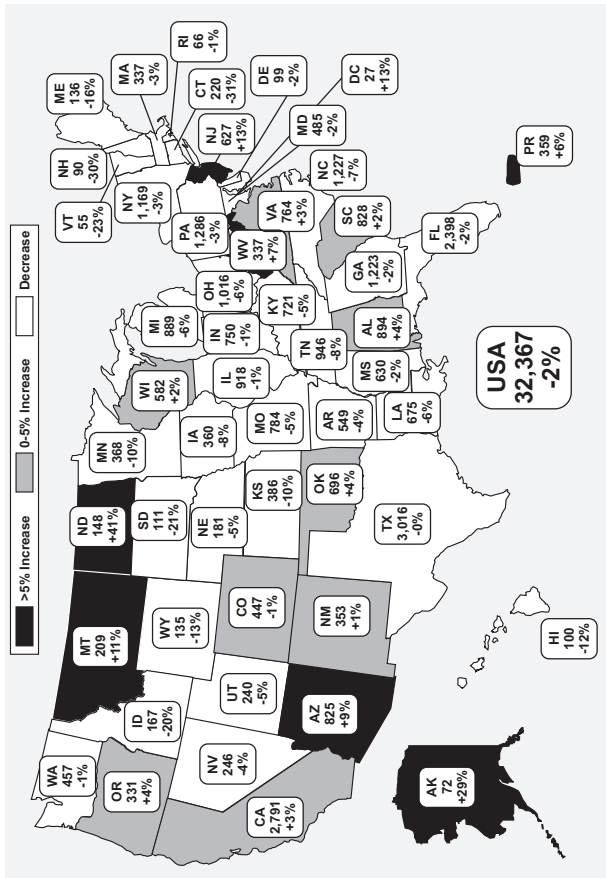 >5% Increase
0-5% Increase
Decrease
WA
457
-1%
OR
331
+4%
CA
2,791
+3%
NV
246
-4%
ID
167
-20%
MT
209
+11%
WY
135
-13%
UT
240
-5%
AZ
825
+9%
CO
447
-1%
NM
353
+1%
ND
148
+41%
SD
111
-21%
NE
181
-5%
KS
386
-10%
OK
696
+4%
TX
3,016
-0%
MN
368
-10%
IA
360
-8%
MO
784
-5%
AR
549
-4%
LA
675
-6%
WI
582
+2%
IL
918
-1%
MI
889
-6%
IN
750
-1%
OH
1,016
-6%
KY
721
-5%
TN
946
-8%
MS
630
-2%
AL
894
+4%
GA
1,223
-2%
FL
2,398
-2%
SC
828
+2%
NC
1,227
-7%
VA
764
+3%
WV
337
+7%
PA
1,286
-3%
NY
1,169
-3%
VT
55
-23%
NH
90
-30%
ME
136
-16%
MA
337
-3%
RI
66
-1%
CT
220
-31%
NJ
627
+13%
DE
99
-2%
MD
485
-2%
DC
27
+13%
PR
359
+6%
AK
72
+29%
HI
100
-12%
USA
32,367
-2%